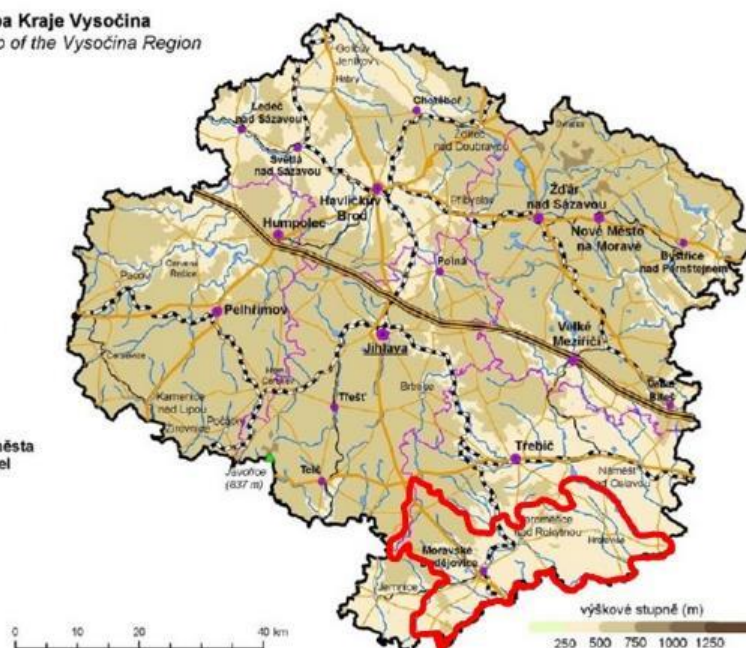 pa Kraje Vysočina
p of the Vysočina Region
Golčův
Jeníkov
Habry
Chotěboř
Ledeč
nad Sázavou
Ždírec
nad Doubravou
Světlá
nad Sázavou
Havlíčkův
Brod
Přibyslav
Žďár
nad Sázavou
Nové Město
na Moravě
Bystřice
nad Pernštejnem
Humpolec
Polná
Červená
Řečice
Pacov
Pelhřimov
Jihlava
Velké
Meziříčí
Velká
Bíteš
Kamenice
nad Lipou
Počátky
Žirovnice
Třešť
Brtnice
Třebíč
Náměšť
nad Oslavou
města
el
Javořice
(837 m)
Telč
Jaroměřice
nad Rokytnou
Hrotovice
Moravské
Budějovice
Jemnice
výškové stupně (m)
0 10 20 40 km
250 500 750 1000 1250